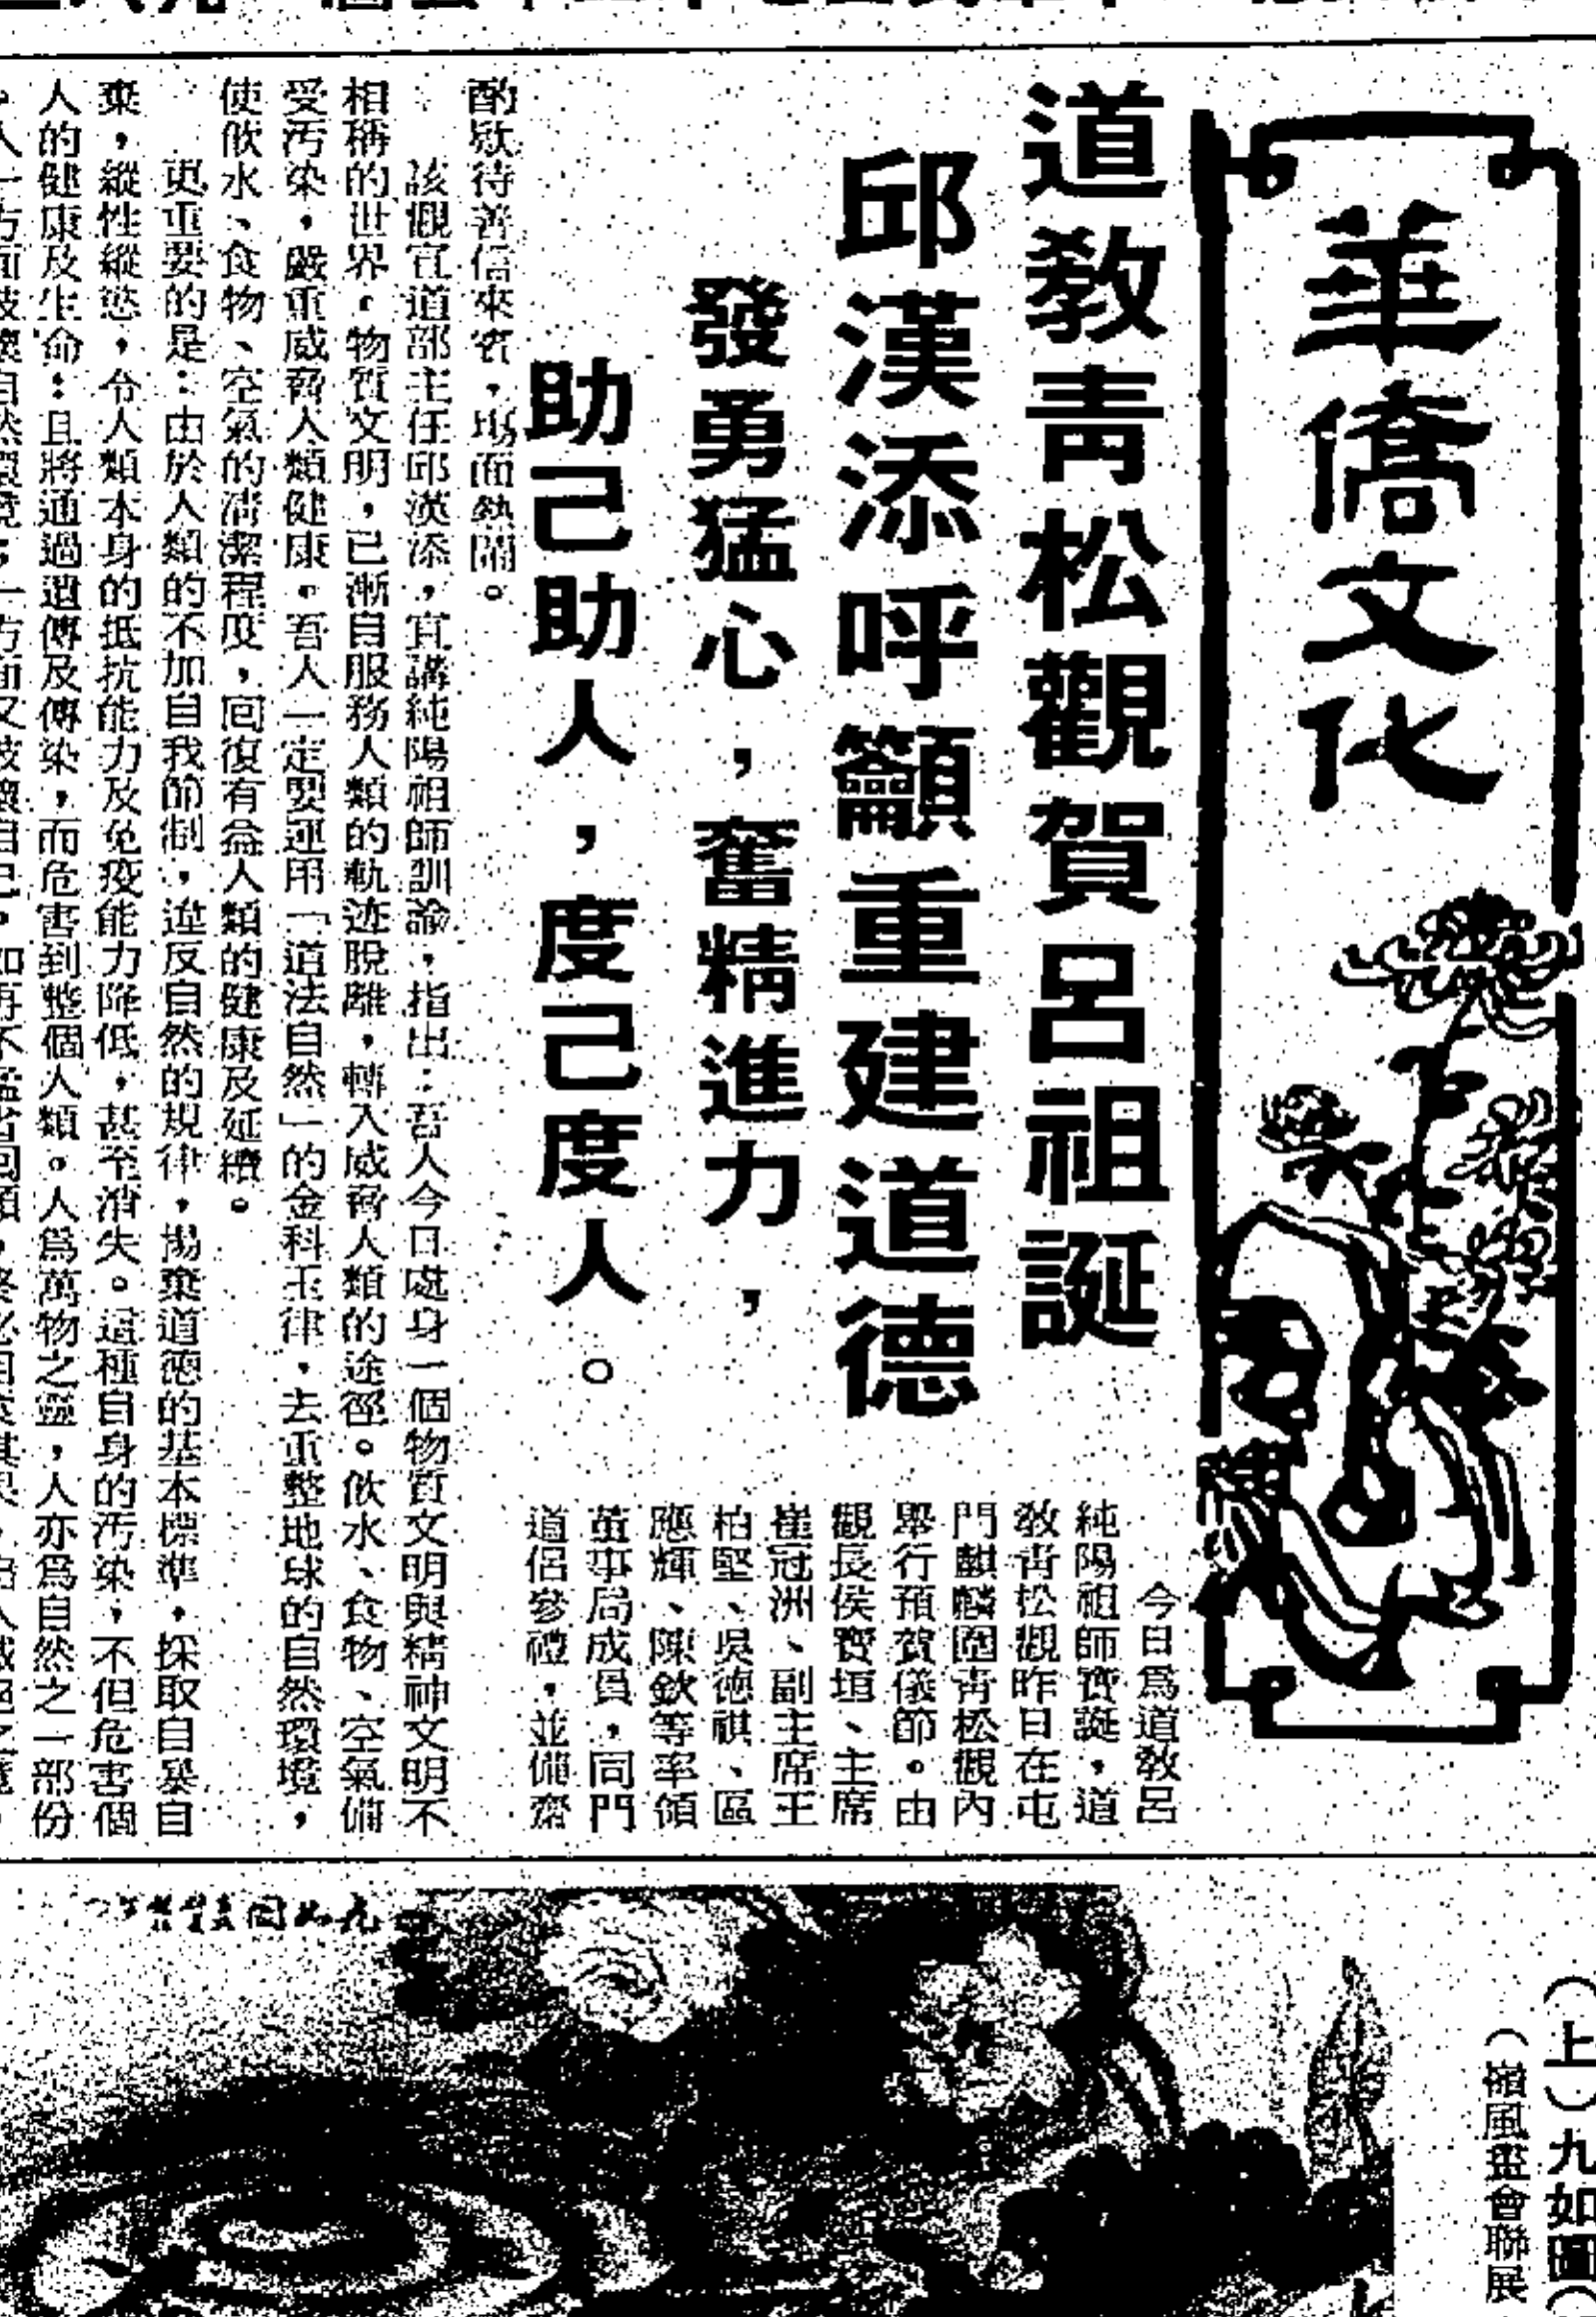 華僑文化
道教青松觀賀呂祖誕
邱漢添呼籲重建道德
發勇猛心，奮精進力，
助己助人，度己度人。
今日爲道教呂
純陽祖師寶誕，道
敎青松觀昨日在屯
門麒麟圍青松觀內
舉行預賀儀節。由
觀長侯寶垣、主席
崔冠洲、副主席王
柏堅、吳德祺、區
應輝、陳欽等率領
董事局成員，同門
道侶參禮，並備齋
酌欵待善信來賓，塲面熱鬧。
該觀宣道部主任邱漢添，宣講純陽祖師訓諭，指出：吾人今日處身一個物質文明與精神文明不
相稱的世界。物質文明，已漸自服務人類的軌迹脫離，轉入威脅人類的途徑。飲水、食物、空氣備
受汚染，嚴重威脅人類健康。吾人一定要運用「道法自然」的金科玉律，去重整地球的自然環境，
使飲水、食物、空氣的清潔程度，回復有益人類的健康及延續。
更重要的是：由於人類的不加自我節制，違反自然的規律，揚棄道德的基本標準，採取自暴自
棄，縱性縱慾，令人類本身的抵抗能力及免疫能力降低，甚至消失。這種自身的汚染，不但危害個
人的健康及生命：且將通過遺傳及傳染，而危害到整個人類。人爲萬物之靈，人亦爲自然之一部份
（上）九如圖
（嶺風畫會聯展